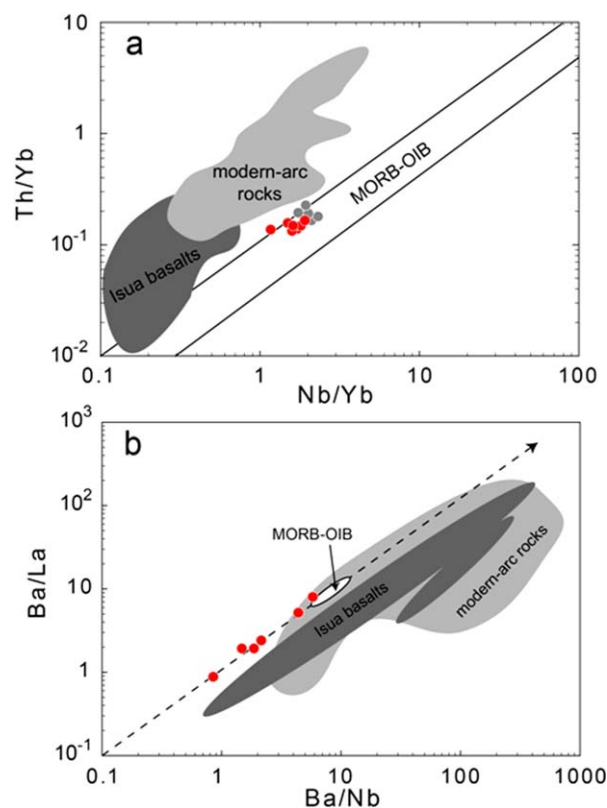 a
10
1
10-1
10-2
Th/Yb
modern-arc
rocks
Isua basalts
MORB-OIB
0.1 1 10 100
Nb/Yb
b
103
102
10
1
10-1
Ba/La
MORB-OIB
Isua basalts
modern-arc rocks
0.1 1 10 100 1000
Ba/Nb